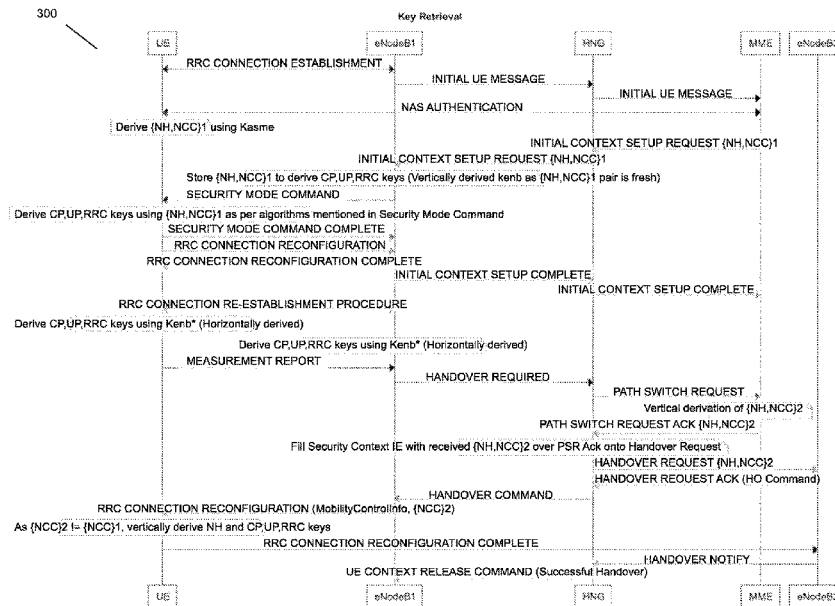 300
Key Retrieval
UE eNodeB1 HNG MME eNodeB2
RRC CONNECTION ESTABLISHMENT
INITIAL UE MESSAGE
INITIAL UE MESSAGE
NAS AUTHENTICATION
Derive {NH,NCC}1 using Kasme
INITIAL CONTEXT SETUP REQUEST {NH,NCC}1
INITIAL CONTEXT SETUP REQUEST {NH,NCC}1
Store {NH,NCC}1 to derive CP,UP,RRC keys (Vertically derived kenb as {NH,NCC}1 pair is fresh)
SECURITY MODE COMMAND
Derive CP,UP,RRC keys using {NH,NCC}1 as per algorithms mentioned in Security Mode Command
SECURITY MODE COMMAND COMPLETE
RRC CONNECTION RECONFIGURATION
RRC CONNECTION RECONFIGURATION COMPLETE
INITIAL CONTEXT SETUP COMPLETE
INITIAL CONTEXT SETUP COMPLETE
RRC CONNECTION RE-ESTABLISHMENT PROCEDURE
Derive CP,UP,RRC keys using Kenb* (Horizontally derived)
Derive CP,UP,RRC keys using Kenb* (Horizontally derived)
MEASUREMENT REPORT
HANDOVER REQUIRED
PATH SWITCH REQUEST
Vertical derivation of {NH,NCC}2
PATH SWITCH REQUEST ACK {NH,NCC}2
Fill Security Context IE with received {NH,NCC}2 over PSR Ack onto Handover Request
HANDOVER REQUEST {NH,NCC}2
HANDOVER REQUEST ACK (HO Command)
HANDOVER COMMAND
RRC CONNECTION RECONFIGURATION (MobilityControlInfo, {NCC}2)
As {NCC}2 != {NCC}1, vertically derive NH and CP,UP,RRC keys
RRC CONNECTION RECONFIGURATION COMPLETE
HANDOVER NOTIFY
UE CONTEXT RELEASE COMMAND (Successful Handover)
UE eNodeB1 HNG MME eNodeB2